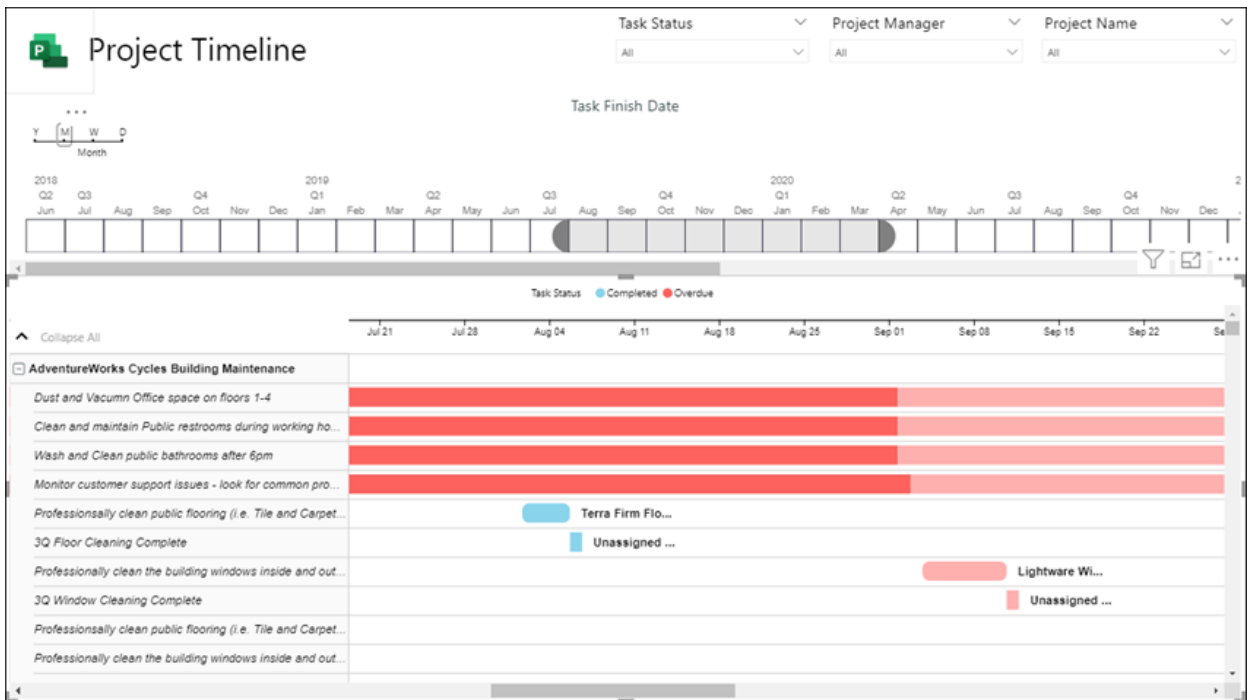 Task Status
Project Manager
Project Name
P
Project Timeline
All
All
All
Task Finish Date
Y M W D
Month
2018 2019 2020 2
Q2 Q3 Q4 Q1 Q2 Q3 Q4 Q1 Q2 Q3 Q4
Jun Jul Aug Sep Oct Nov Dec Jan Feb Mar Apr May Jun Jul Aug Sep Oct Nov Dec Jan Feb Mar Apr May Jun Jul Aug Sep Oct Nov Dec
Task Status Completed Overdue
Jul 21 Jul 28 Aug 04 Aug 11 Aug 18 Aug 25 Sep 01 Sep 08 Sep 15 Sep 22 Se
Collapse All
AdventureWorks Cycles Building Maintenance
Dust and Vacumn Office space on floors 1-4
Clean and maintain Public restrooms during working ho...
Wash and Clean public bathrooms after 6pm
Monitor customer support issues - look for common pro...
Professionsally clean public flooring (i.e. Tile and Carpet... Terra Firm Flo...
3Q Floor Cleaning Complete Unassigned ...
Professionally clean the building windows inside and out... Lightware Wi...
3Q Window Cleaning Complete Unassigned ...
Professionsally clean public flooring (i.e. Tile and Carpet...
Professionally clean the building windows inside and out...